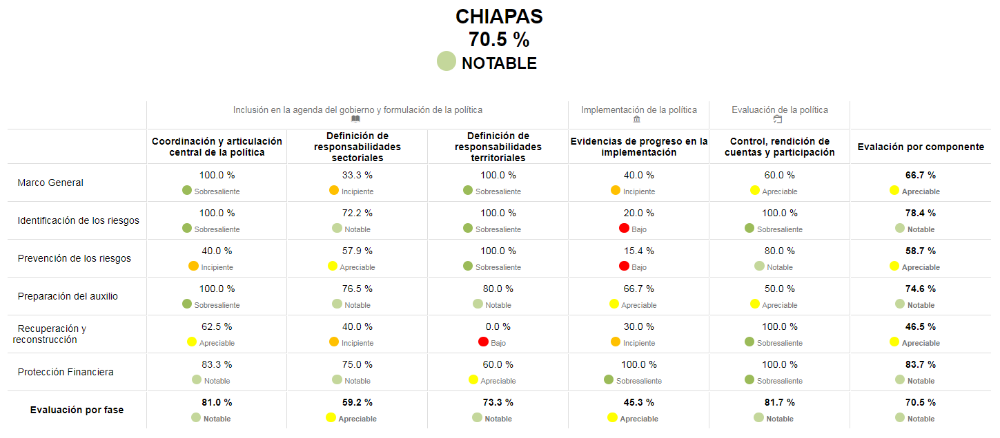 CHIAPAS
70.5 %
NOTABLE
Inclusión en la agenda del gobierno y formulación de la política
Implementación de la política
Evaluación de la política
Coordinación y articulación
central de la política
Definición de
responsabilidades
sectoriales
Definición de
responsabilidades
territoriales
Evidencias de progreso en la
implementación
Control, rendición de
cuentas y participación
Evalación por componente
Marco General
100.0 %
33.3 %
100.0 %
40.0 %
60.0 %
66.7 %
Sobresaliente
Incipiente
Sobresaliente
Incipiente
Apreciable
Apreciable
Identificación de los riesgos
100.0 %
72.2 %
100.0 %
20.0 %
100.0 %
78.4 %
Sobresaliente
Notable
Sobresaliente
Bajo
Sobresaliente
Notable
Prevención de los riesgos
40.0 %
57.9 %
100.0 %
15.4 %
80.0 %
58.7 %
Incipiente
Apreciable
Sobresaliente
Bajo
Notable
Apreciable
Preparación del auxilio
100.0 %
76.5 %
80.0 %
66.7 %
50.0 %
74.6 %
Sobresaliente
Notable
Notable
Apreciable
Apreciable
Notable
Recuperación y
reconstrucción
62.5 %
40.0 %
0.0 %
30.0 %
100.0 %
46.5 %
Apreciable
Incipiente
Bajo
Incipiente
Sobresaliente
Apreciable
Protección Financiera
83.3 %
75.0 %
60.0 %
100.0 %
100.0 %
83.7 %
Notable
Notable
Apreciable
Sobresaliente
Sobresaliente
Notable
Evaluación por fase
81.0 %
59.2 %
73.3 %
45.3 %
81.7 %
70.5 %
Notable
Apreciable
Notable
Apreciable
Notable
Notable